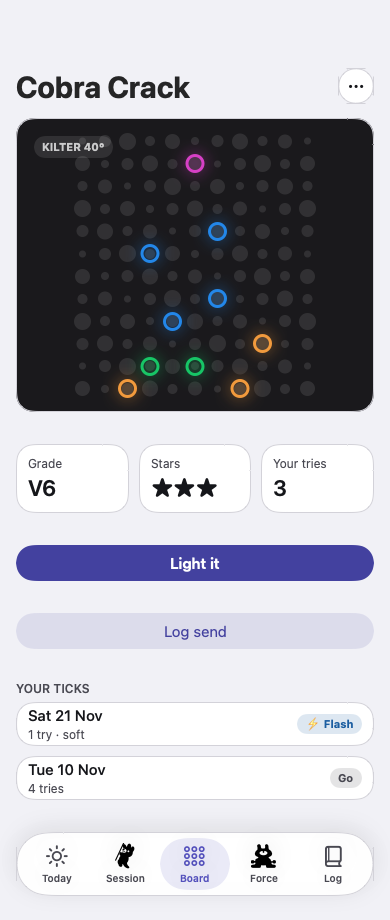 Cobra Crack
KILTER 40°
Grade
V6
Stars
★★★
Your tries
3
Light it
Log send
YOUR TICKS
Sat 21 Nov
1 try · soft
⚡ Flash
Tue 10 Nov
4 tries
Go
Today
Session
Board
Force
Log